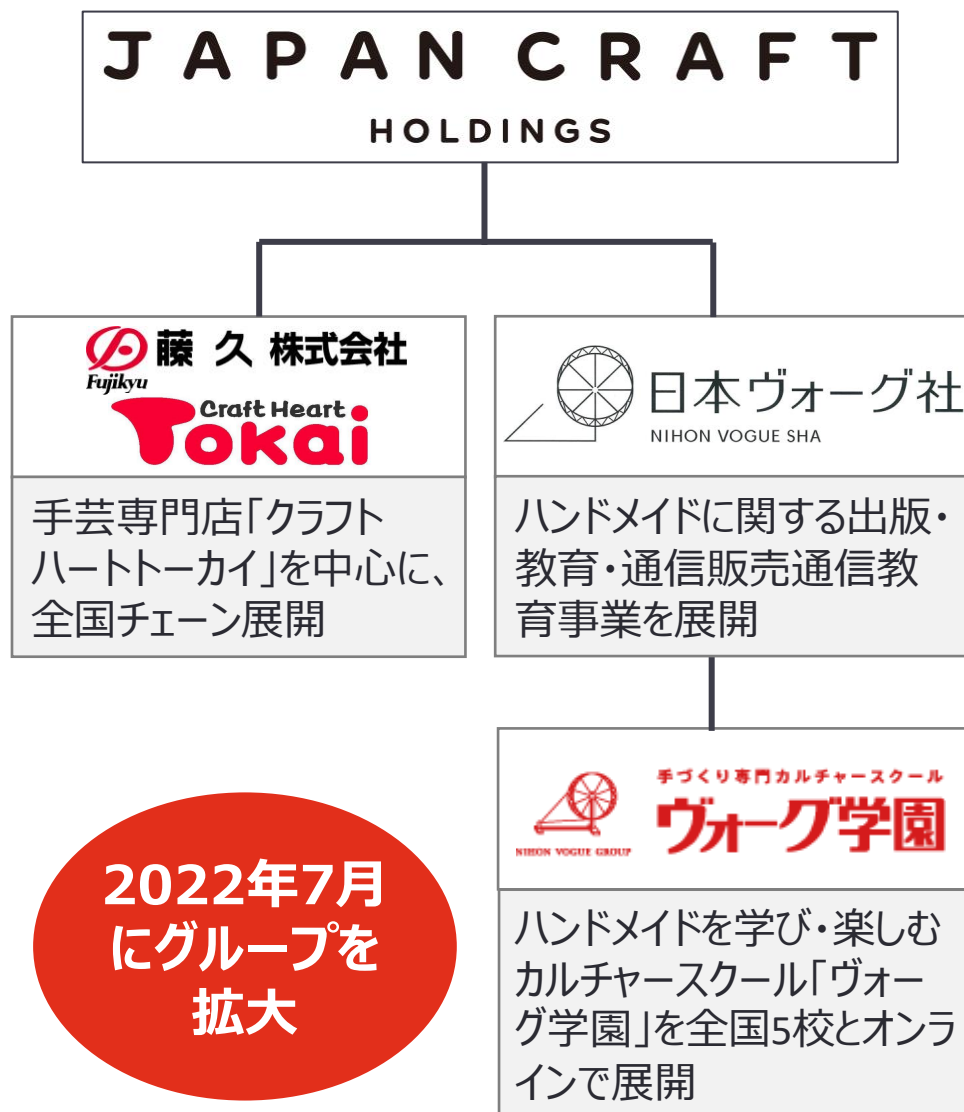 JAPAN CRAFT
HOLDINGS
藤久 株式会社
Fujikyu
Craft Heart
Tokai
手芸専門店「クラフト
ハートトーカイ」を中心に、
全国チェーン展開
日本ヴォーグ社
NIHON VOGUE SHA
ハンドメイドに関する出版・
教育・通信販売通信教
育事業を展開
手づくり専門カルチャースクール
ヴォーグ学園
NIHON VOGUE GROUP
ハンドメイドを学び・楽しむ
カルチャースクール「ヴォー
グ学園」を全国5校とオンラ
インで展開
2022年7月
にグループを
拡大